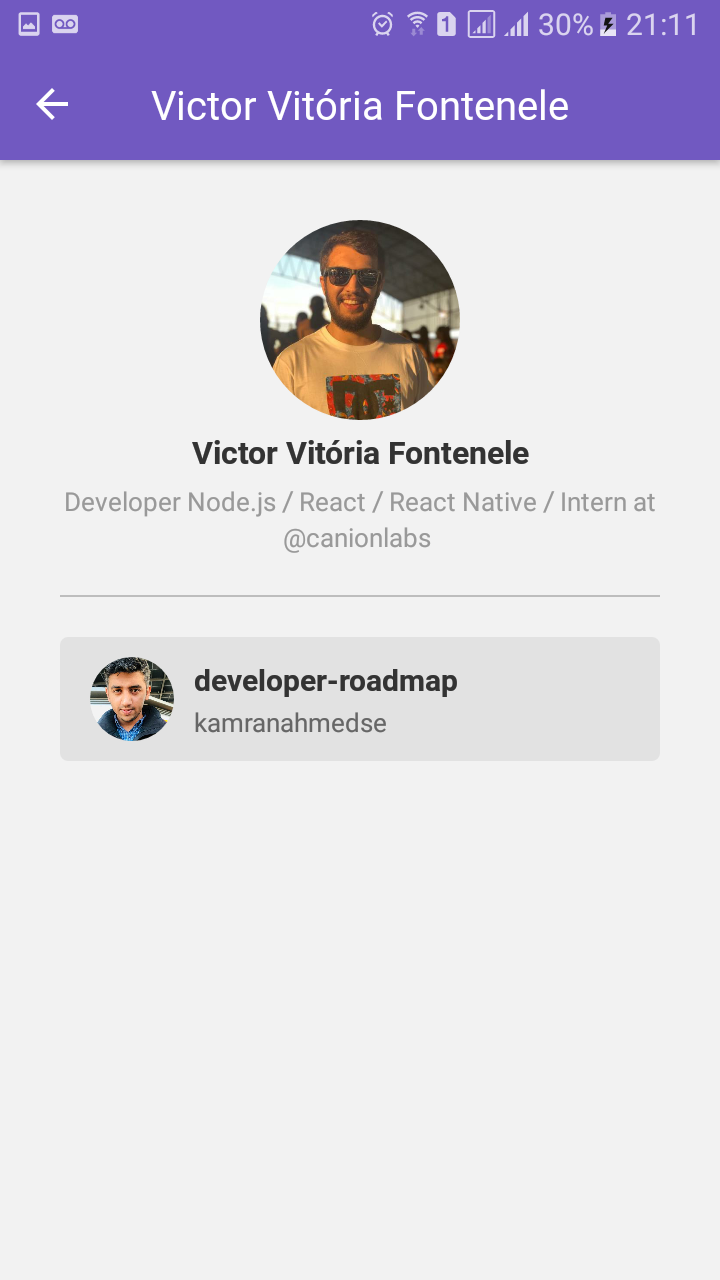 1 30% 21:11
Victor Vitória Fontenele
DC
Victor Vitória Fontenele
Developer Node.js / React / React Native / Intern at
@canionlabs
developer-roadmap
kamranahmedse